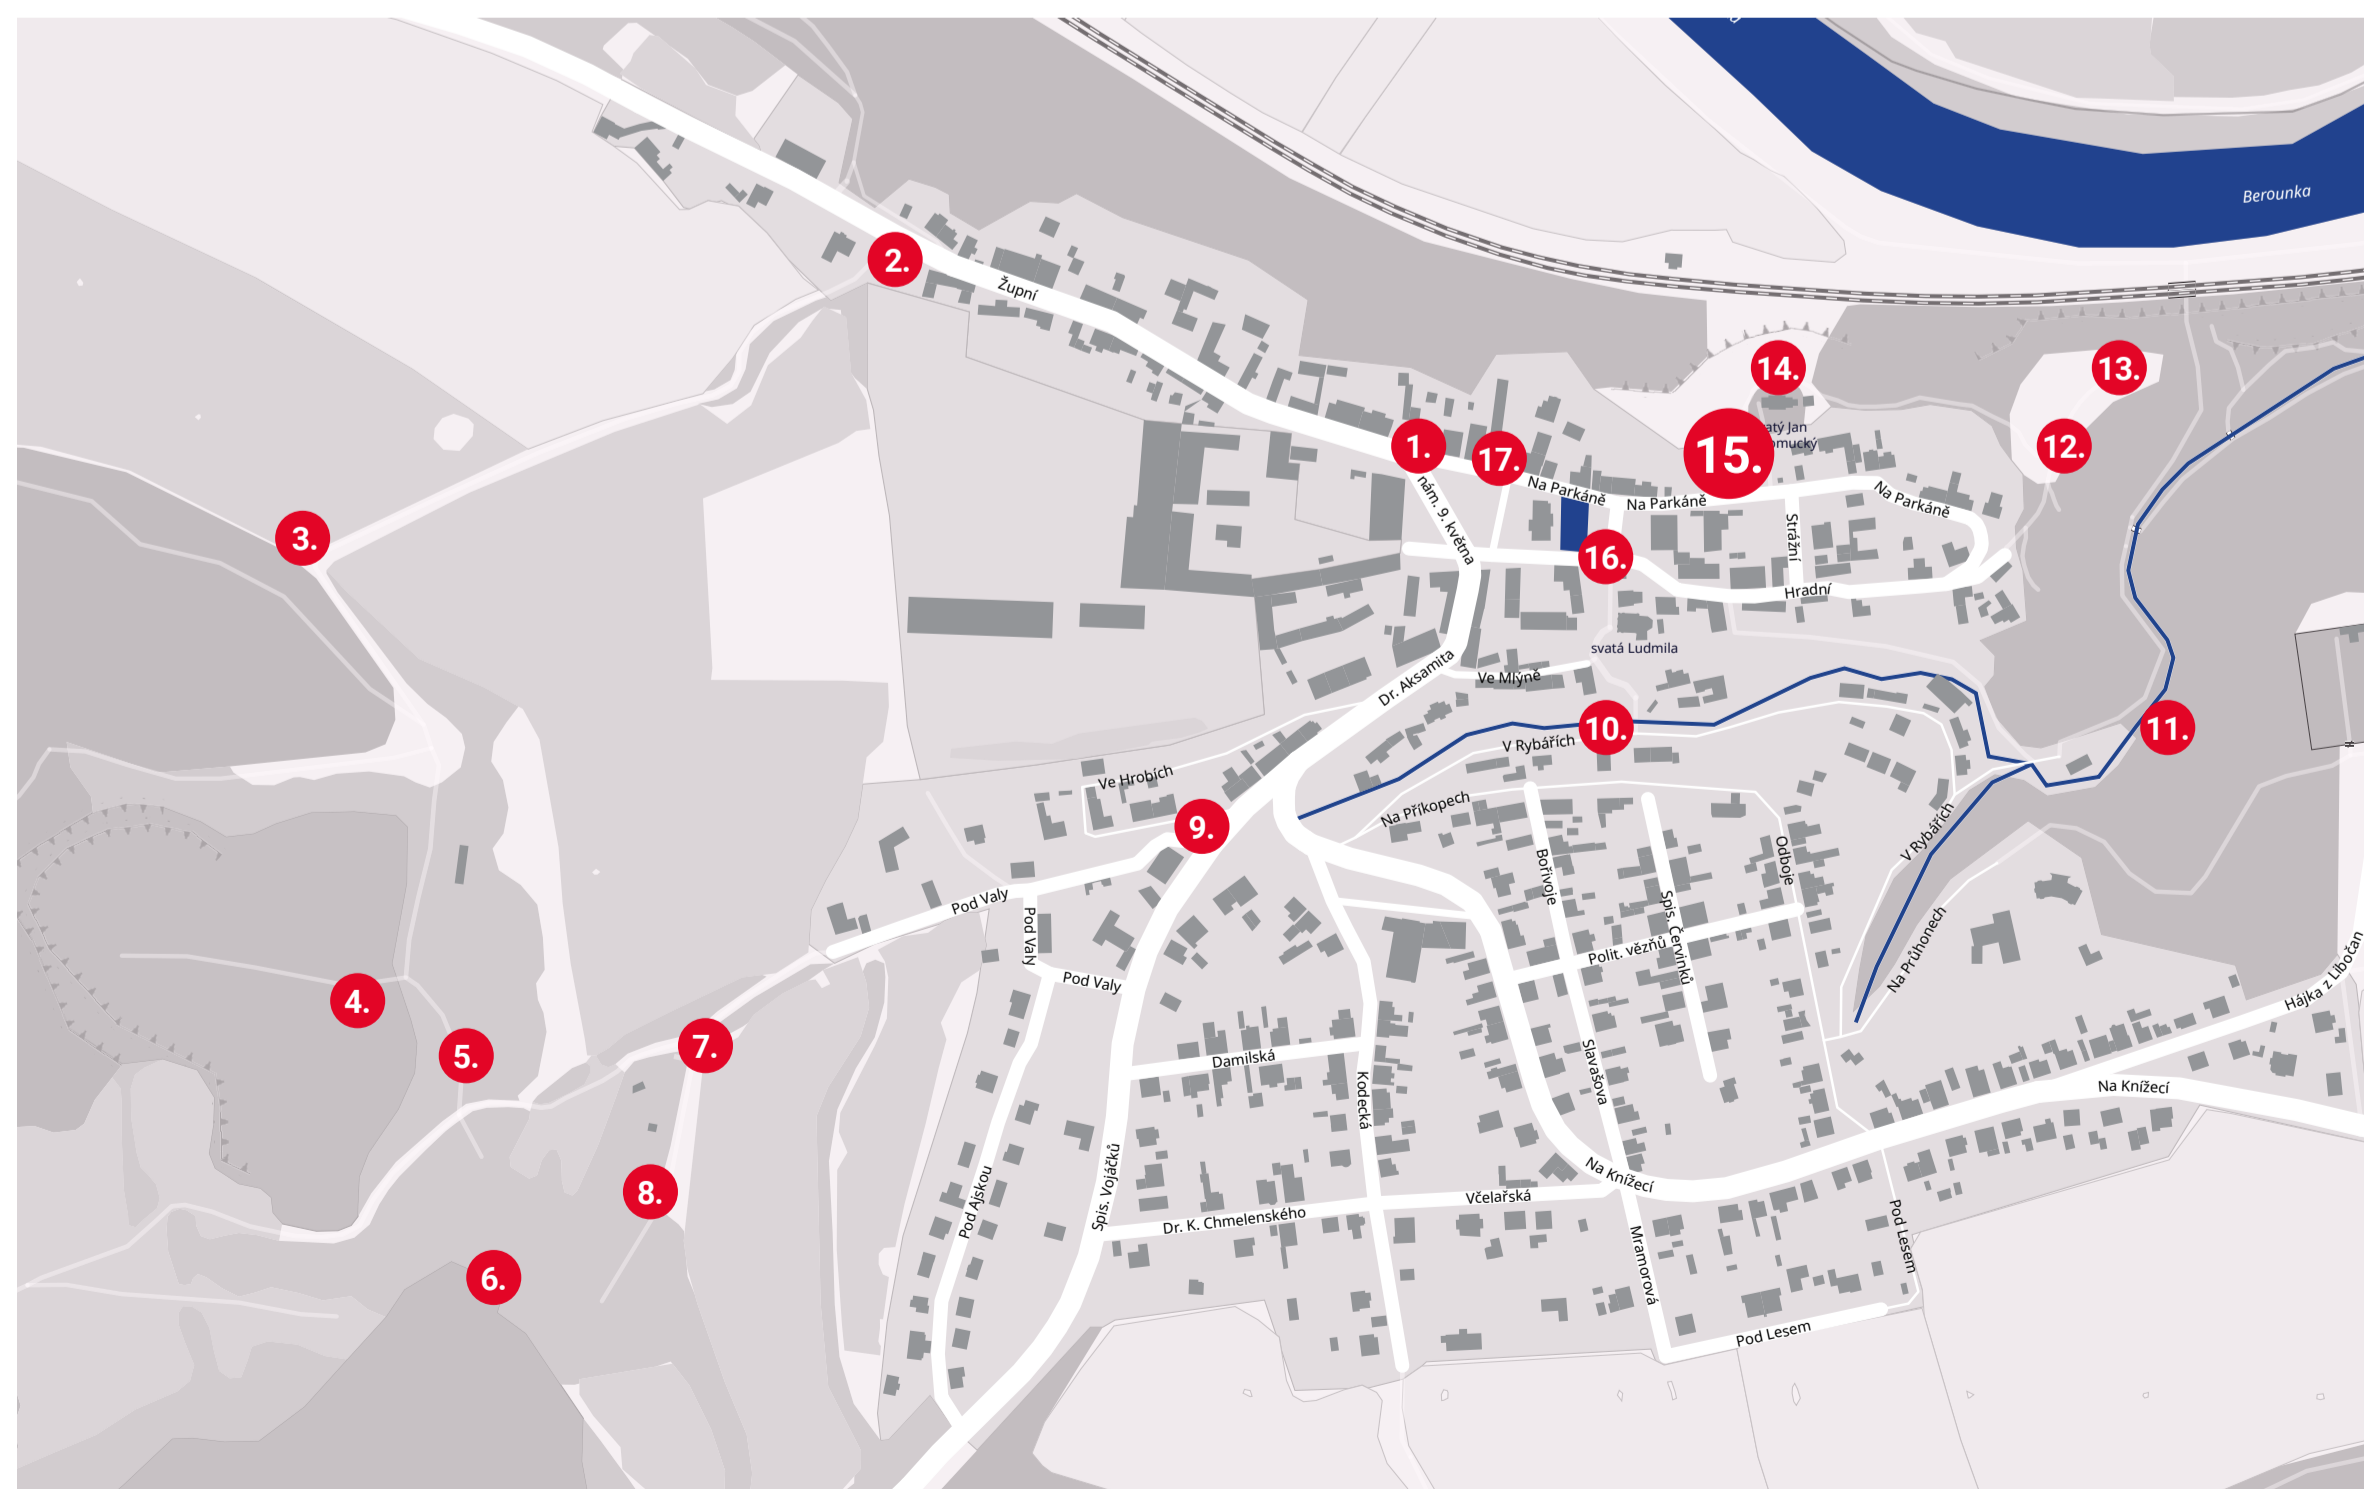 Berounka
2.
Župní
14.
13.
15.
atý Jan
omucký
1.
17.
12.
nám. 9. května
Na Parkáně
Na Parkáně
Na Parkáně
3.
Strážní
16.
Hradní
svatá Ludmila
Dr. Aksamita
Ve Mlýně
10.
11.
V Rybářích
Ve Hrobích
Na Příkopech
9.
V Rybářích
Bořivoje
Odboje
Pod Valy
Pod Valy
Spis. Červinků
Polit. vězňů
Na Průhonech
Hájka z Libočan
Pod Valy
4.
5.
7.
Damilská
Kodecká
Slavašova
Na Knížecí
8.
Pod Ajskou
Spis. Vojáčků
Na Knížecí
Včelařská
Dr. K. Chmelenského
Mramorová
Pod Lesem
6.
Pod Lesem